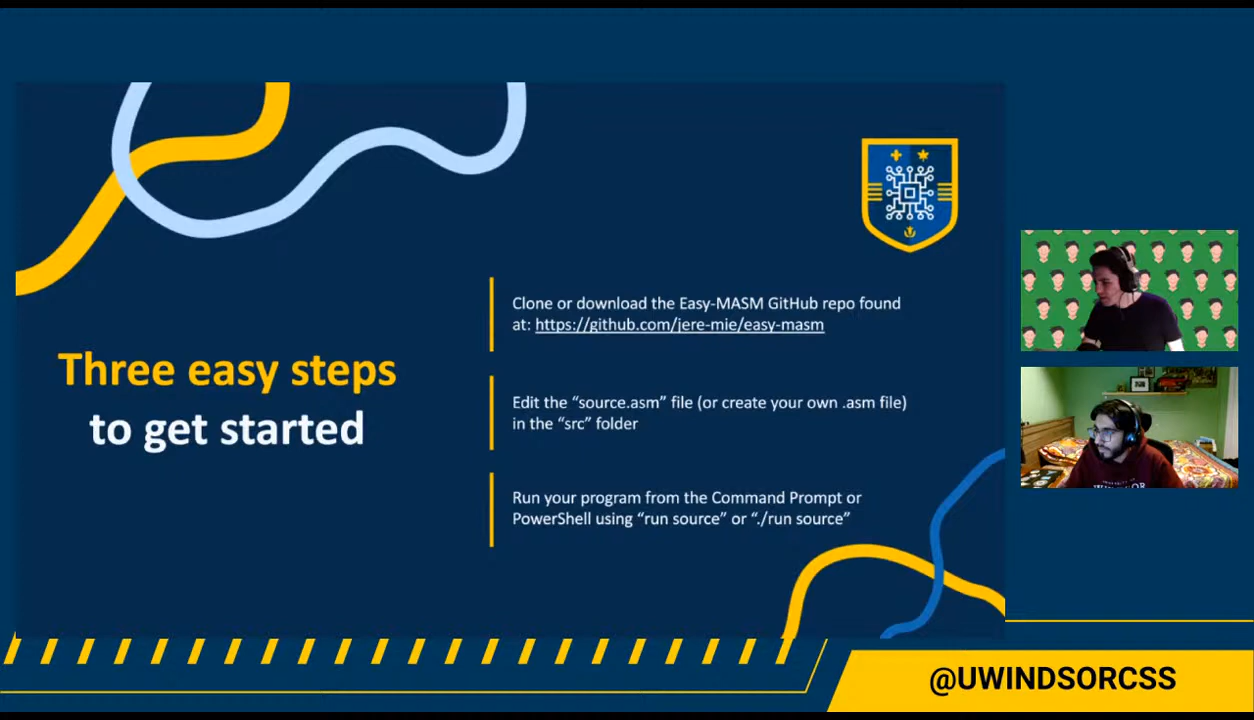 Three easy steps
to get started
Clone or download the Easy-MASM GitHub repo found
at: https://github.com/jere-mie/easy-masm
Edit the “source.asm” file (or create your own .asm file)
in the “src” folder
Run your program from the Command Prompt or
PowerShell using “run source” or “./run source”
@UWINDSORCSS